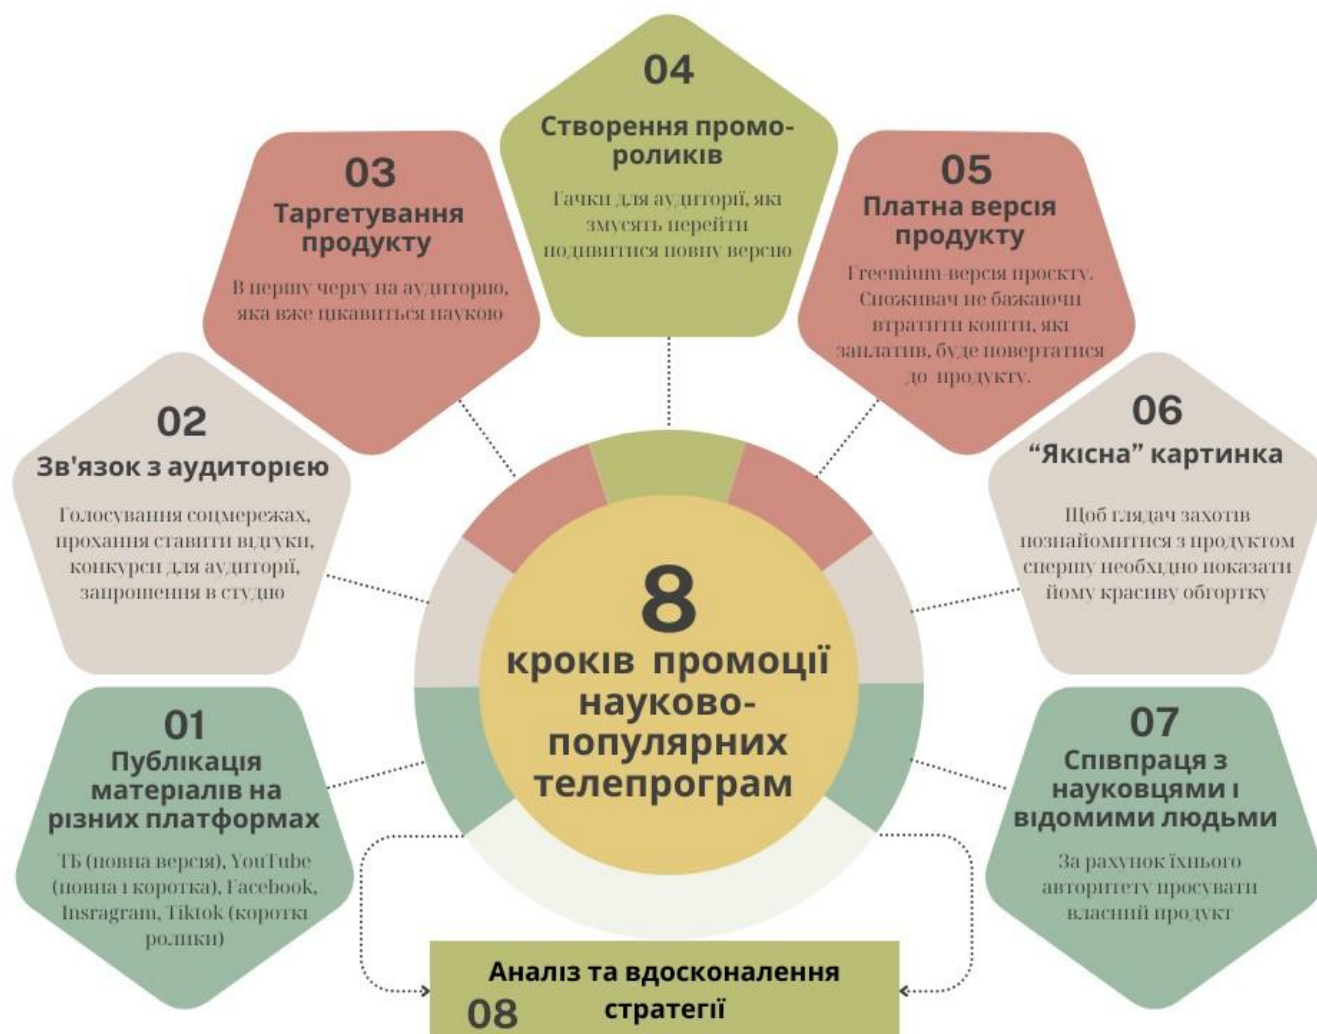 8
кроків промоції
науково-
популярних
телепрограм
01
Публікація
матеріалів на
різних платформах
ТБ (повна версія), YouTube
(повна і коротка), Facebook,
Insragram, Tiktok (короткі
ролики)
02
Зв'язок з аудиторією
Голосування соцмережах,
прохання ставити відгуки,
конкурси для аудиторії,
запрошення в студію
03
Таргетування
продукту
В першу чергу на аудиторію,
яка вже цікавиться наукою
04
Створення промо-
роликів
Гачки для аудиторії, які
змусять перейти
подивитися повну версію
05
Платна версія
продукту
Freemium-версія проєкту.
Споживач не бажаючи
втратити кошти, які
заплатив, буде повертатися
до продукту.
06
“Якісна” картинка
Щоб глядач захотів
познайомитися з продуктом
спершу необхідно показати
йому красиву обгортку
07
Співпраця з
науковцями і
відомими людьми
За рахунок їхнього
авторитету просувати
власний продукт
Аналіз та вдосконалення
08 стратегії